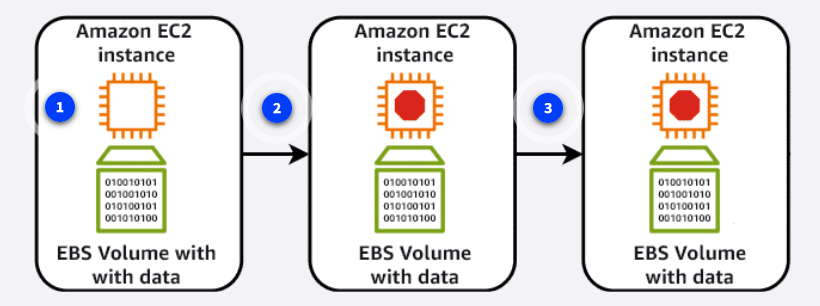 Amazon EC2
instance
1
010010101
001001010
010100101
001010100
EBS Volume with
with data
2
Amazon EC2
instance
010010101
001001010
010100101
001010100
EBS Volume
with data
3
Amazon EC2
instance
010010101
001001010
010100101
001010100
EBS Volume
with data